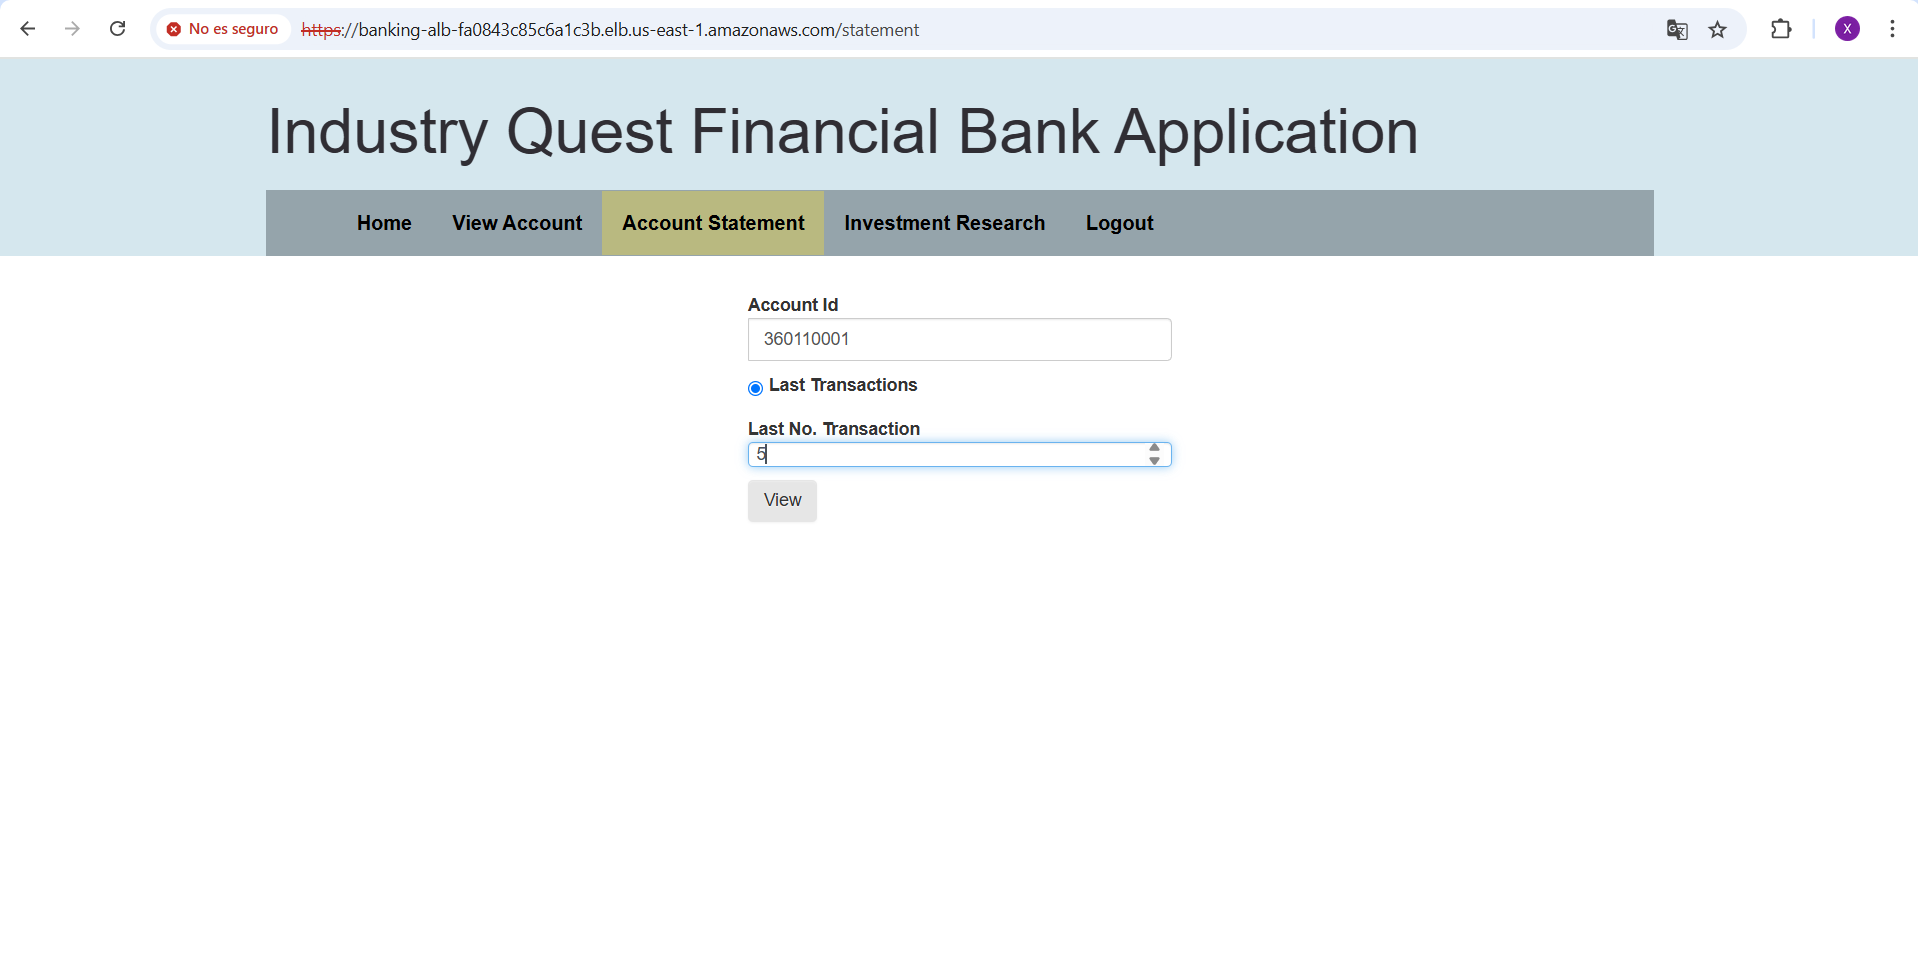 No es seguro https://banking-alb-fa0843c85c6a1c3b.elb.us-east-1.amazonaws.com/statement X
Industry Quest Financial Bank Application
Home View Account Account Statement Investment Research Logout
Account Id
360110001
Last Transactions
Last No. Transaction
5
View